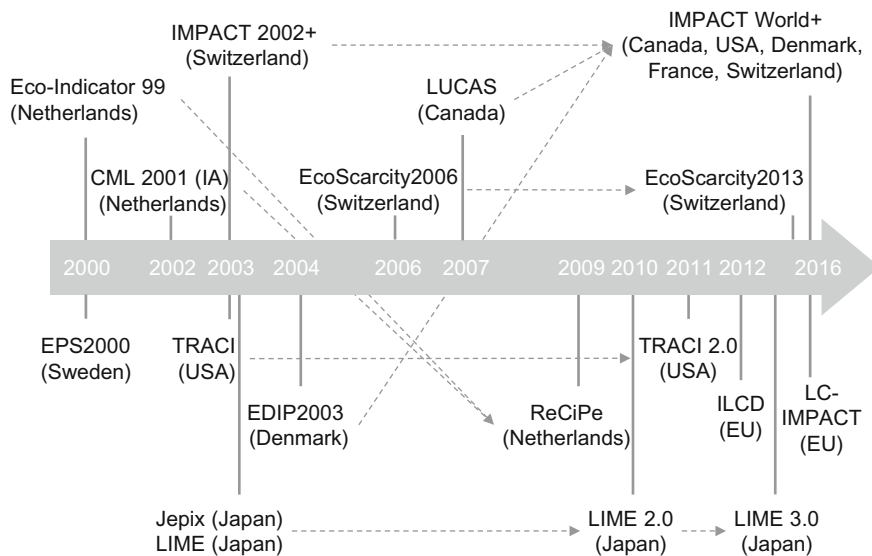 IMPACT 2002+
(Switzerland)
IMPACT World+
(Canada, USA, Denmark,
France, Switzerland)
Eco-Indicator 99
(Netherlands)
LUCAS
(Canada)
CML 2001 (IA)
(Netherlands)
EcoScarcity2006
(Switzerland)
EcoScarcity2013
(Switzerland)
2000 2002 2003 2004 2006 2007 2009 2010 2011 2012 2016
EPS2000
(Sweden)
TRACI
(USA)
TRACI 2.0
(USA)
EDIP2003
(Denmark)
ReCiPe
(Netherlands)
ILCD
(EU)
LC-
IMPACT
(EU)
Jepix (Japan)
LIME (Japan)
LIME 2.0
(Japan)
LIME 3.0
(Japan)